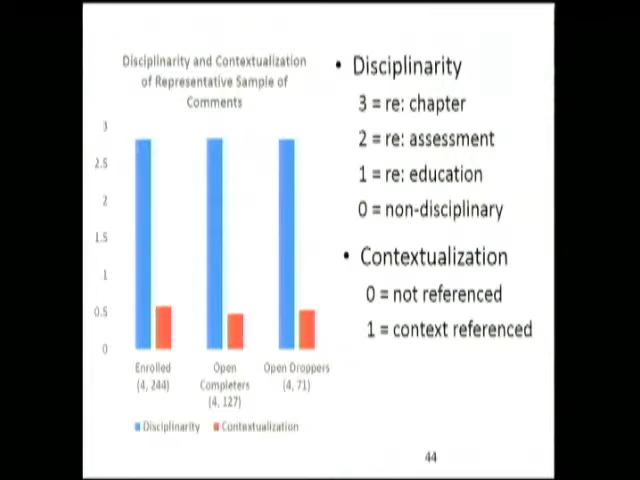 Disciplinarity and Contextualization
of Representative Sample of
Comments
3
2.5
2
1.5
1
0.5
0
Enrolled
(4, 244)
Open
Completers
(4, 127)
Open Droppers
(4, 71)
Disciplinarity
Contextualization
• Disciplinarity
3 = re: chapter
2 = re: assessment
1 = re: education
0 = non-disciplinary
• Contextualization
0 = not referenced
1 = context referenced
44